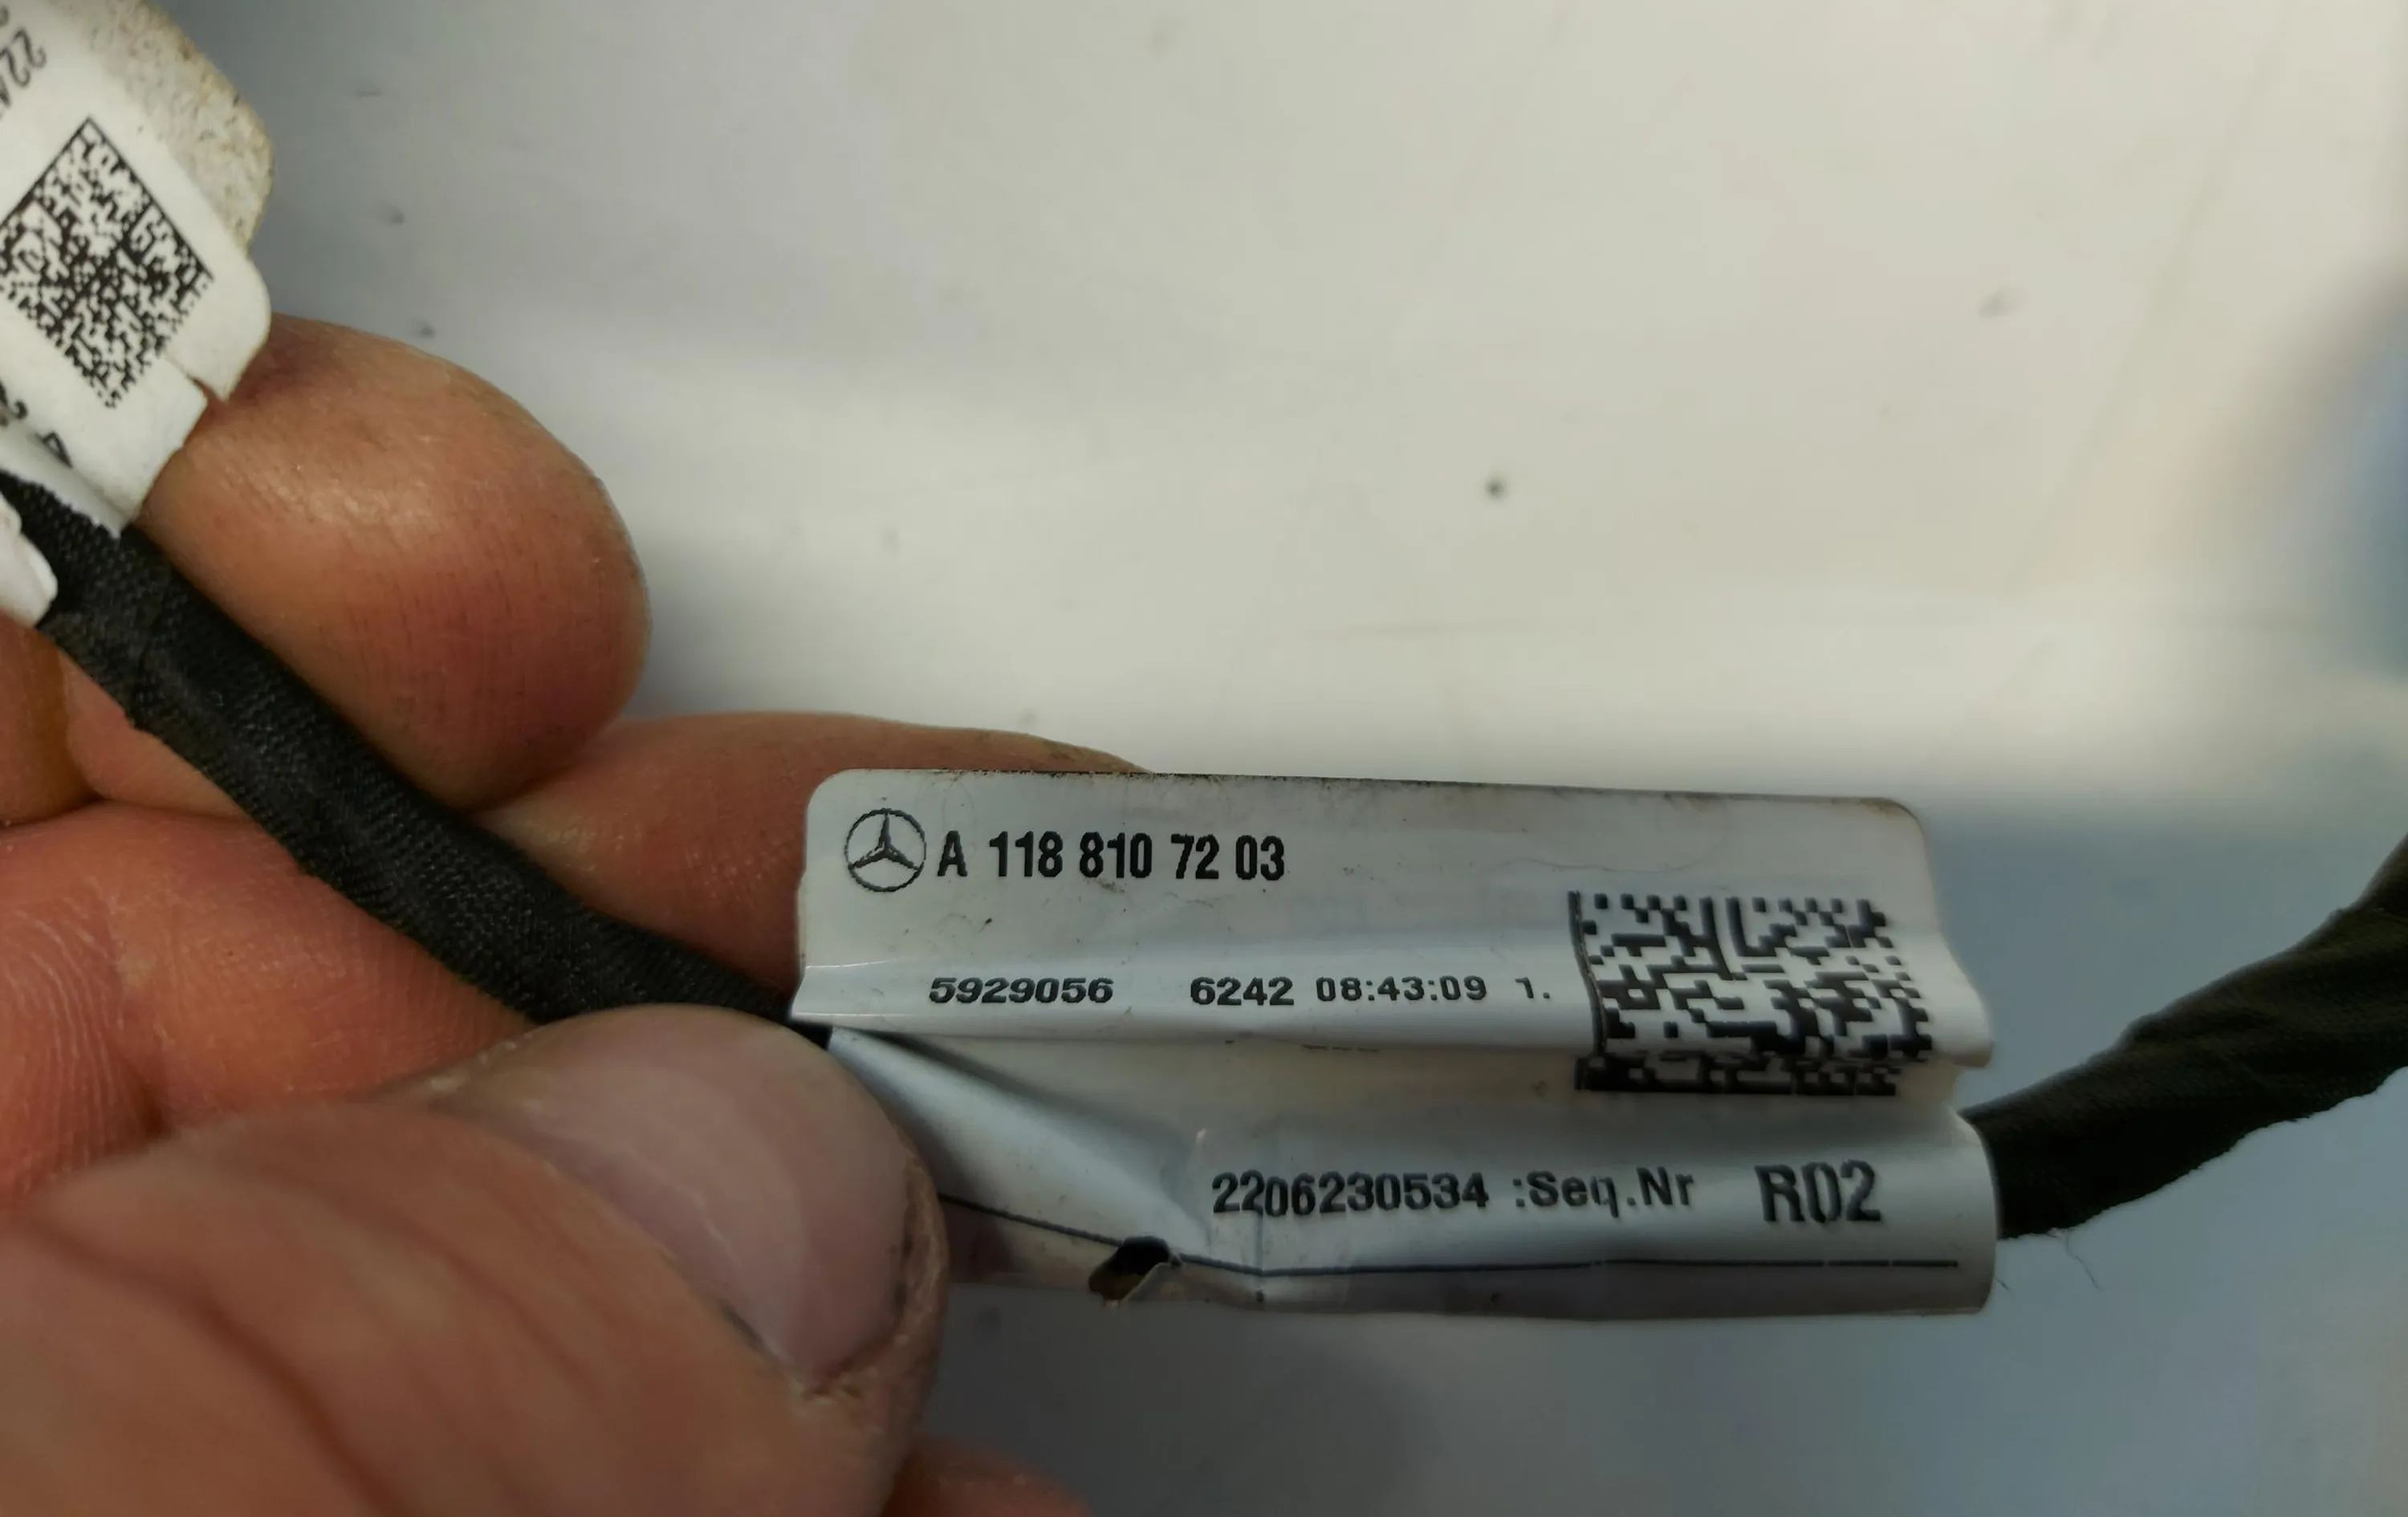 A 118 810 72 03
5929056 6242 08:43:09 1.
2206230534 :Seq.Nr R02